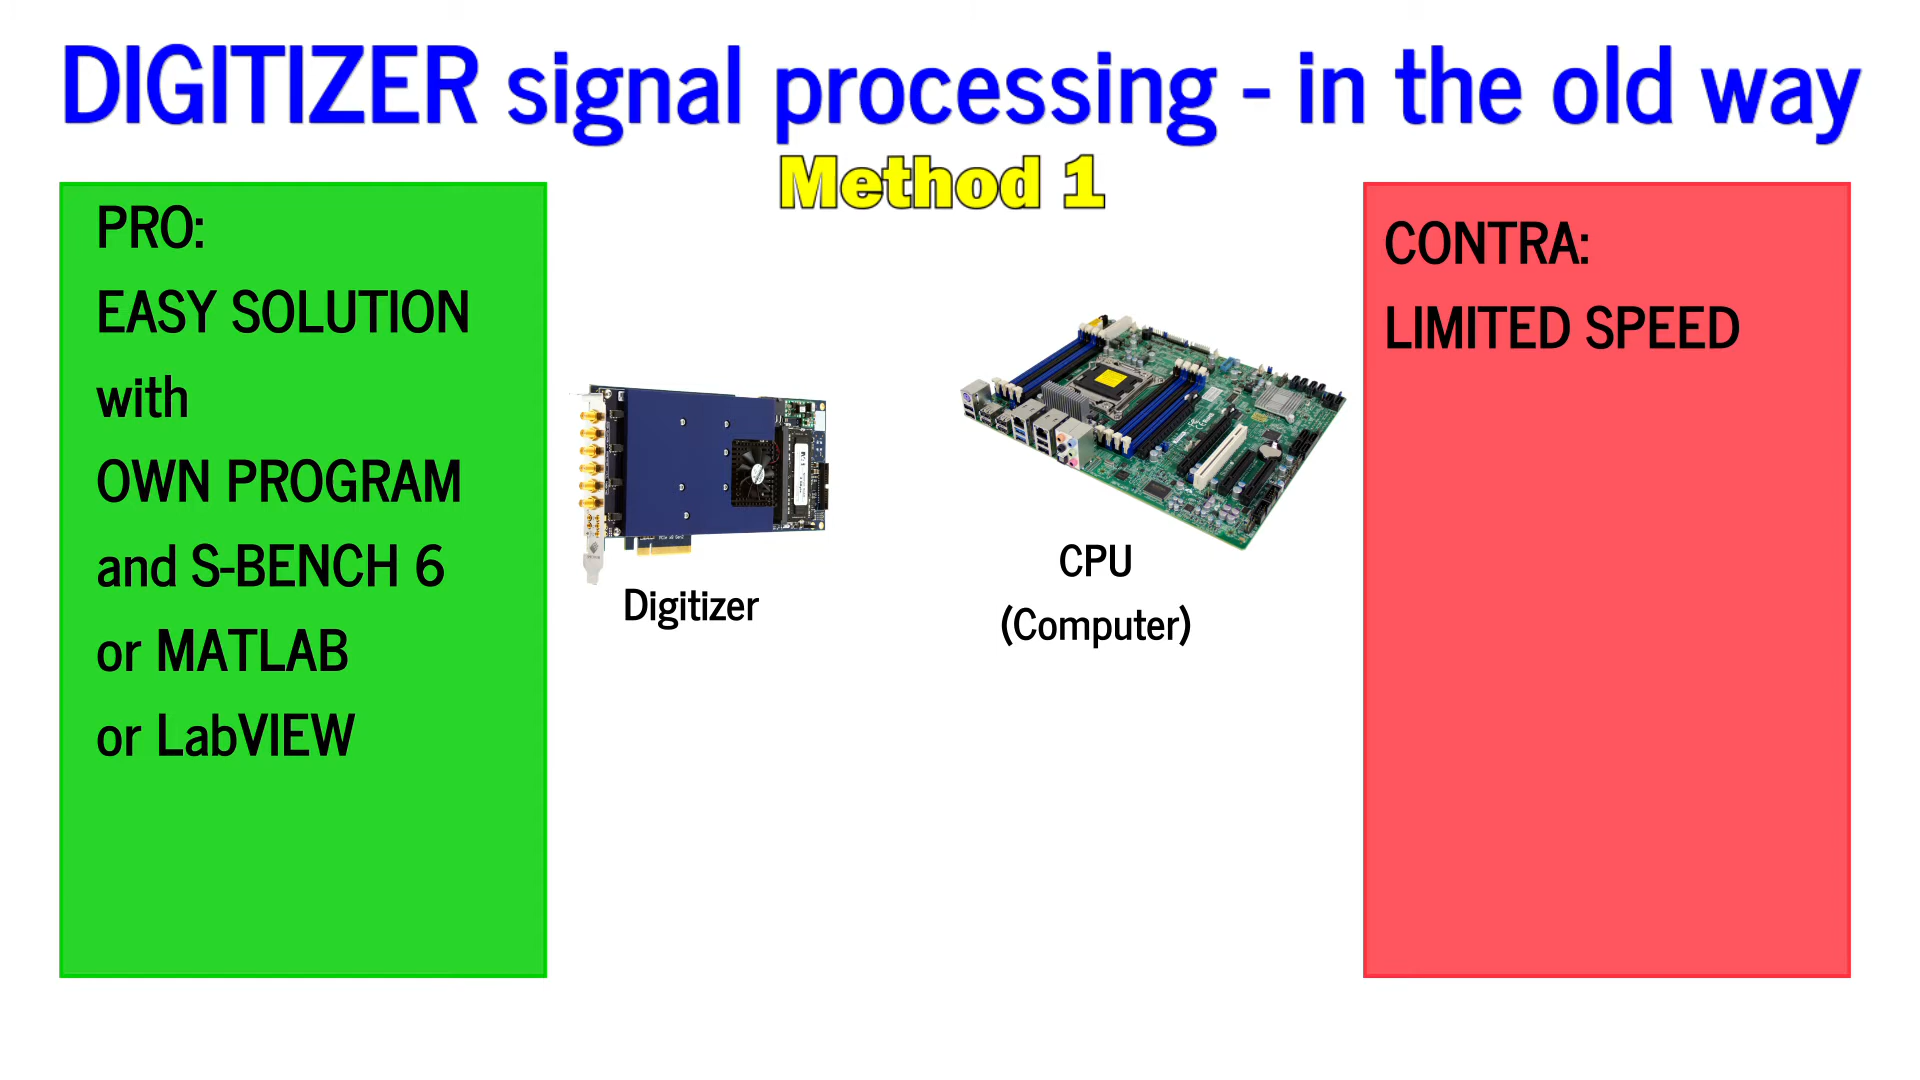 DIGITIZER signal processing - in the old way
Method 1
PRO:
EASY SOLUTION
with
OWN PROGRAM
and S-BENCH 6
or MATLAB
or LabVIEW
Digitizer
CPU
(Computer)
CONTRA:
LIMITED SPEED